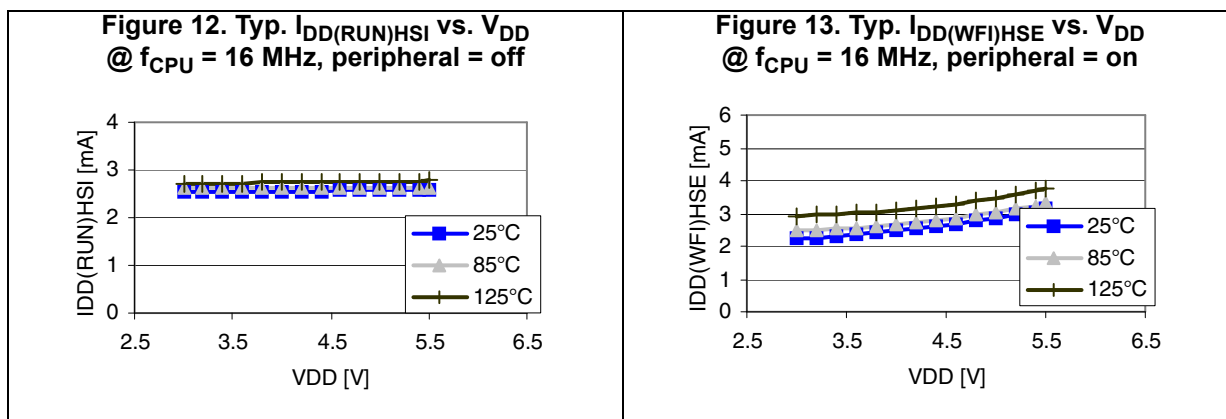 Figure 12. Typ. IDD(RUN)HSI vs. VDD
@ fCPU = 16 MHz, peripheral = off
4
3
2
1
0
IDD(RUN)HSI [mA]
25°C
85°C
125°C
2.5 3.5 4.5 5.5 6.5
VDD [V]
Figure 13. Typ. IDD(WFI)HSE vs. VDD
@ fCPU = 16 MHz, peripheral = on
6
5
4
3
2
1
0
IDD(WFI)HSE [mA]
25°C
85°C
125°C
2.5 3.5 4.5 5.5 6.5
VDD [V]